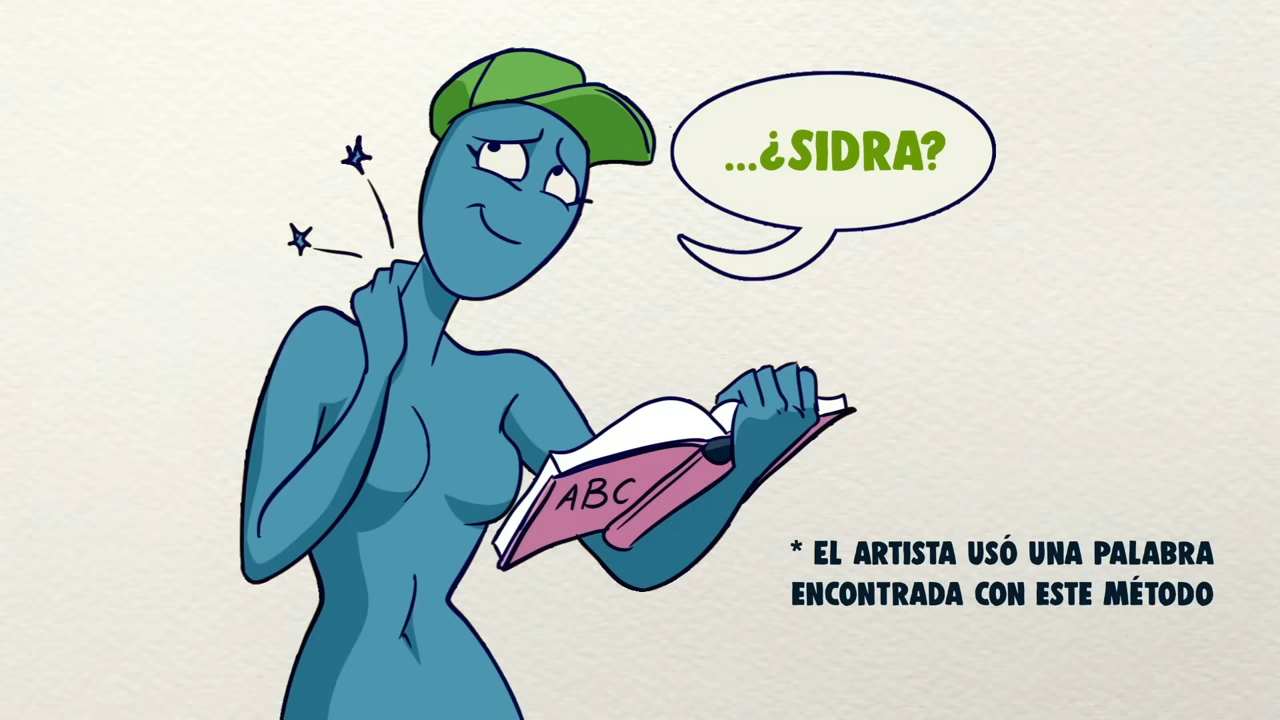 ...¿SIDRA?
ABC
* EL ARTISTA USÓ UNA PALABRA
ENCONTRADA CON ESTE MÉTODO